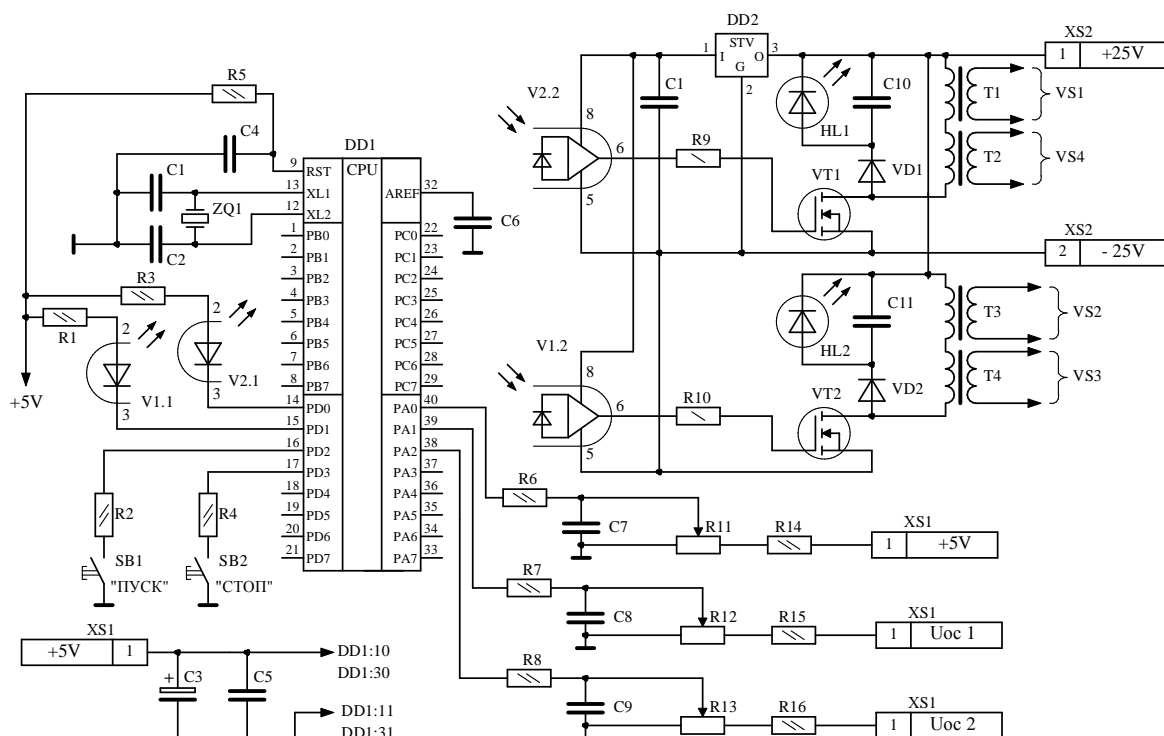 DD2
XS2
1 STV 3
I O
G
2
1 +25V
R5
V2.2
8
C1
C10
T1
VS1
HL1
C4
DD1
6
R9
T2
VS4
VD1
C1
9 RST CPU
13 XL1 AREF 32
VT1
ZQ1
12 XL2
5
C6
XS2
C2
1 PB0 PC0 22
2 PB1 PC1 23
2 - 25V
3 PB2 PC2 24
R3
4 PB3 PC3 25
C11
T3
VS2
R1
2
2
5 PB4 PC4 26
HL2
6 PB5 PC5 27
V1.2
8
7 PB6 PC6 28
T4
VS3
+5V
V1.1
3
V2.1
3
8 PB7 PC7 29
VD2
14 PD0 PA0 40
6
R10
VT2
15 PD1 PA1 39
16 PD2 PA2 38
5
17 PD3 PA3 37
18 PD4 PA4 36
R6
R2
R4
19 PD5 PA5 35
C7
R11
R14
XS1
20 PD6 PA6 34
1 +5V
21 PD7 PA7 33
SB1
"ПУСК"
SB2
"СТОП"
R7
C8
R12
R15
XS1
1 Uос 1
XS1
+5V 1
DD1:10
DD1:30
R8
+
C3
C5
C9
R13
R16
XS1
1 Uос 2
DD1:11
DD1:31